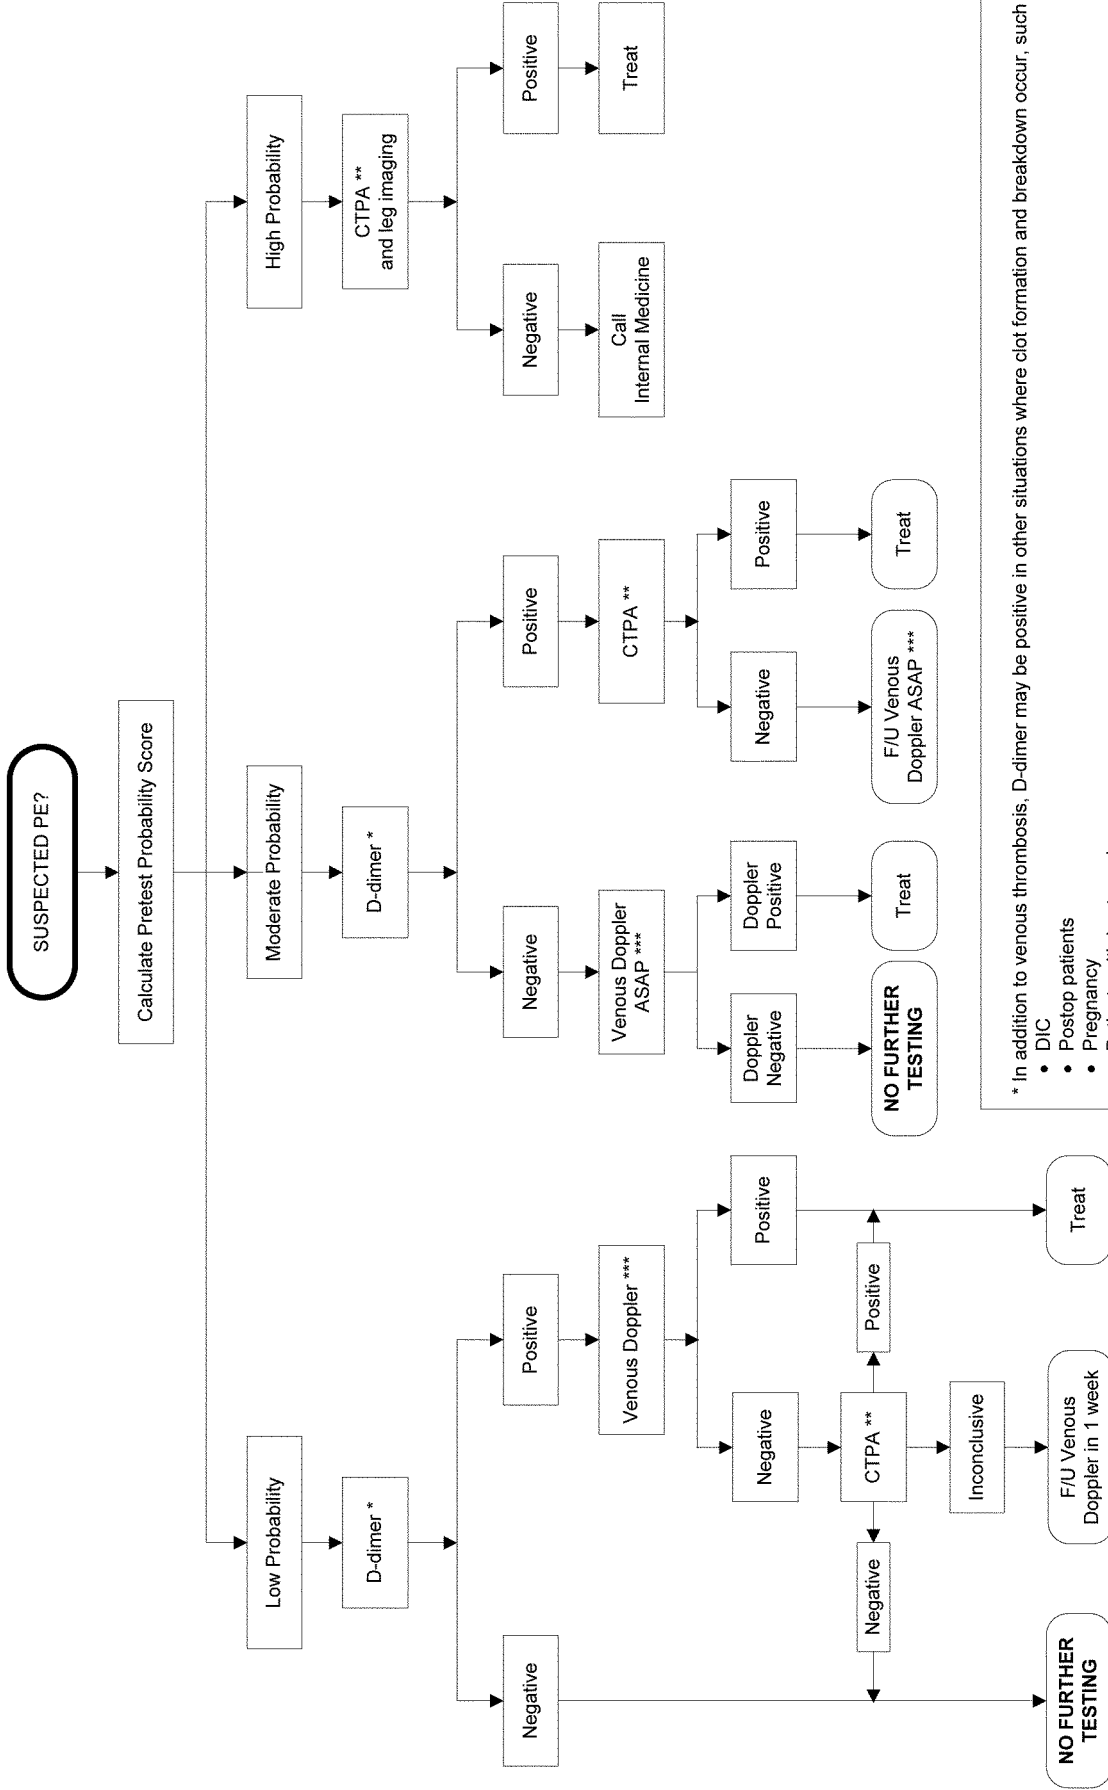 SUSPECTED PE?
Calculate Pretest Probability Score
Low Probability
Moderate Probability
High Probability
D-dimer *
D-dimer *
CTPA **
and leg imaging
Negative
Positive
Negative
Positive
Negative
Positive
Venous Doppler ***
Venous Doppler
ASAP ***
CTPA **
Call
Internal Medicine
Treat
Negative
Positive
Doppler
Negative
Doppler
Positive
Negative
Positive
Negative
CTPA **
Positive
NO FURTHER
TESTING
Treat
F/U Venous
Doppler ASAP ***
Treat
Inconclusive
NO FURTHER
TESTING
F/U Venous
Doppler in 1 week
Treat
* In addition to venous thrombosis, D-dimer may be positive in other situations where clot formation and breakdown occur, such
• DIC
• Postop patients
• Pregnancy